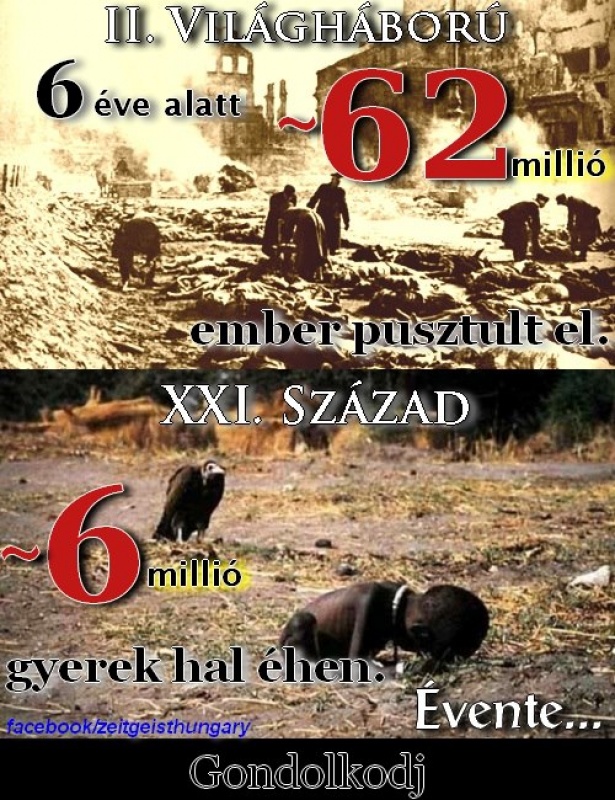 II. Világháború
6 éve alatt
~62 millió
ember pusztult el.
XXI. Század
~6 millió
gyerek hal éhen.
Évente...
facebook/zeitgeisthungary
Gondolkodj